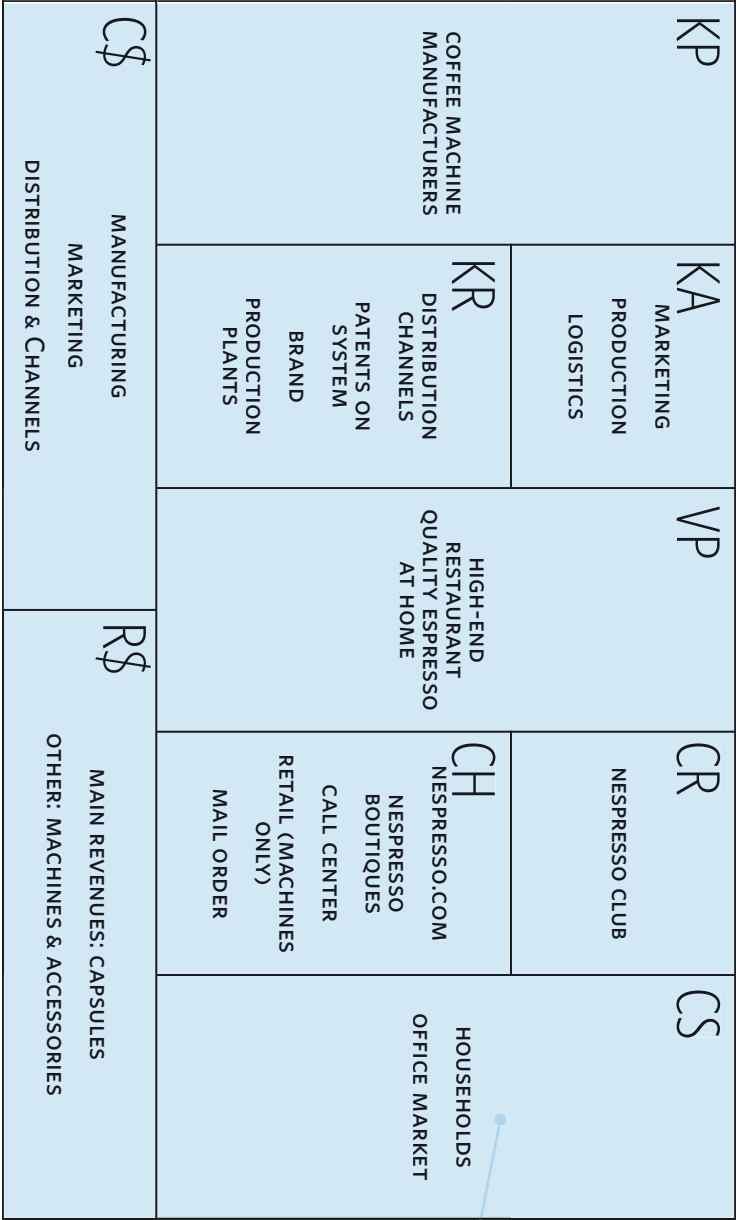 KP
COFFEE MACHINE
MANUFACTURERS
KA
MARKETING
PRODUCTION
LOGISTICS
KR
DISTRIBUTION
CHANNELS
PATENTS ON
SYSTEM
BRAND
PRODUCTION
PLANTS
VP
HIGH-END
RESTAURANT
QUALITY ESPRESSO
AT HOME
CR
NESPRESSO CLUB
CH
NESPRESSO.COM
NESPRESSO
BOUTIQUES
CALL CENTER
RETAIL (MACHINES
ONLY)
MAIL ORDER
CS
HOUSEHOLDS
OFFICE MARKET
C$
MANUFACTURING
MARKETING
DISTRIBUTION & CHANNELS
R$
MAIN REVENUES: CAPSULES
OTHER: MACHINES & ACCESSORIES